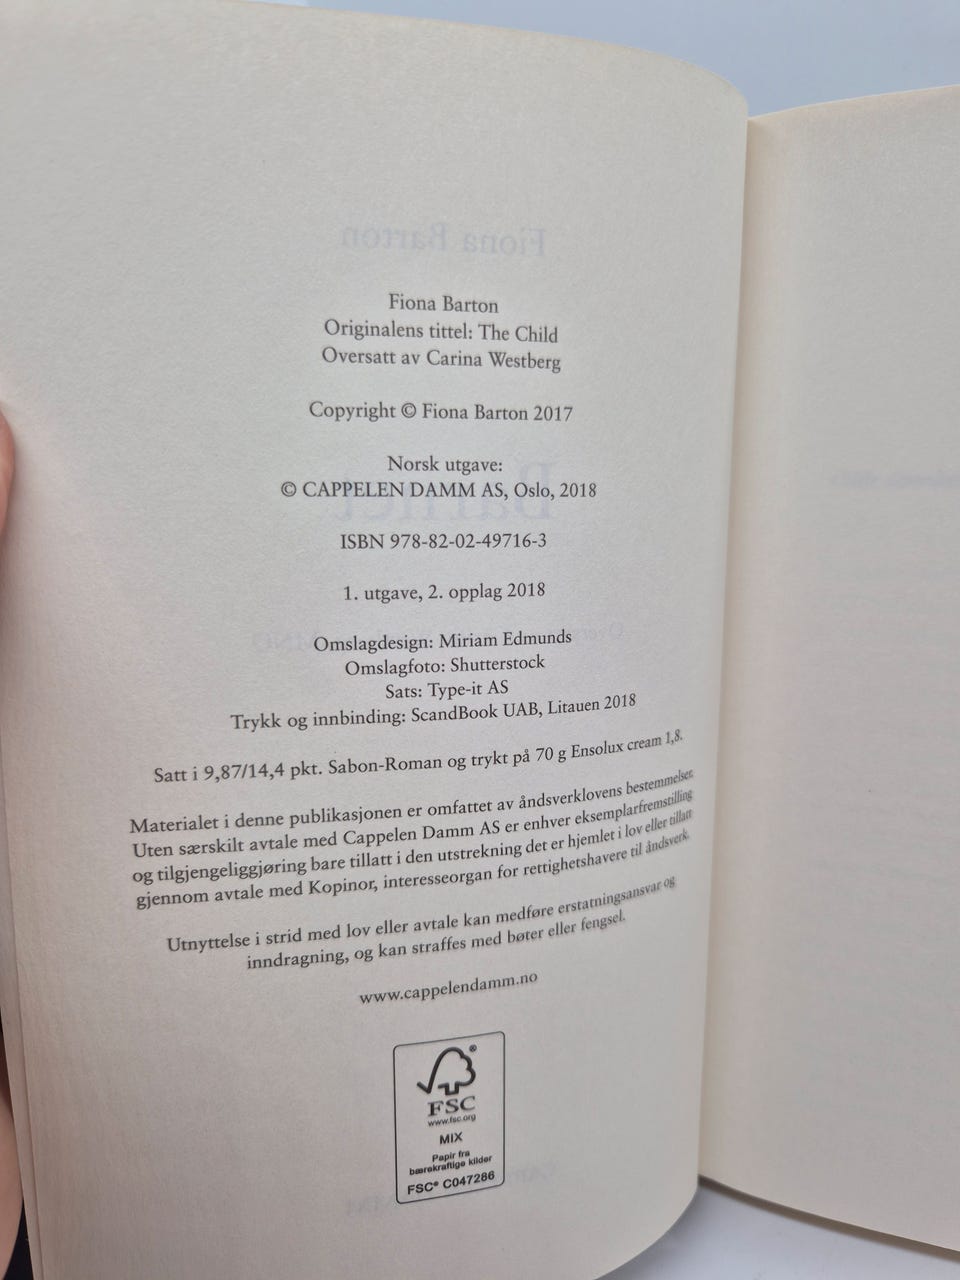 Fiona Barton
Fiona Barton
Originalens tittel: The Child
Oversatt av Carina Westberg
Copyright © Fiona Barton 2017
Norsk utgave:
© CAPPELEN DAMM AS, Oslo, 2018
ISBN 978-82-02-49716-3
1. utgave, 2. opplag 2018
Omslagdesign: Miriam Edmunds
Omslagfoto: Shutterstock
Sats: Type-it AS
Trykk og innbinding: ScandBook UAB, Litauen 2018
Satt i 9,87/14,4 pkt. Sabon-Roman og trykt på 70 g Ensolux cream 1,8.
Materialet i denne publikasjonen er omfattet av åndsverklovens bestemmelser.
Uten særskilt avtale med Cappelen Damm AS er enhver eksemplarfremstilling
og tilgjengeliggjøring bare tillatt i den utstrekning det er hjemlet i lov eller tillatt
gjennom avtale med Kopinor, interesseorgan for rettighetshavere til åndsverk.
Utnyttelse i strid med lov eller avtale kan medføre erstatningsansvar og
inndragning, og kan straffes med bøter eller fengsel.
www.cappelendamm.no
®
FSC
www.fsc.org
MIX
Papir fra
bærekraftige kilder
FSC® C047286